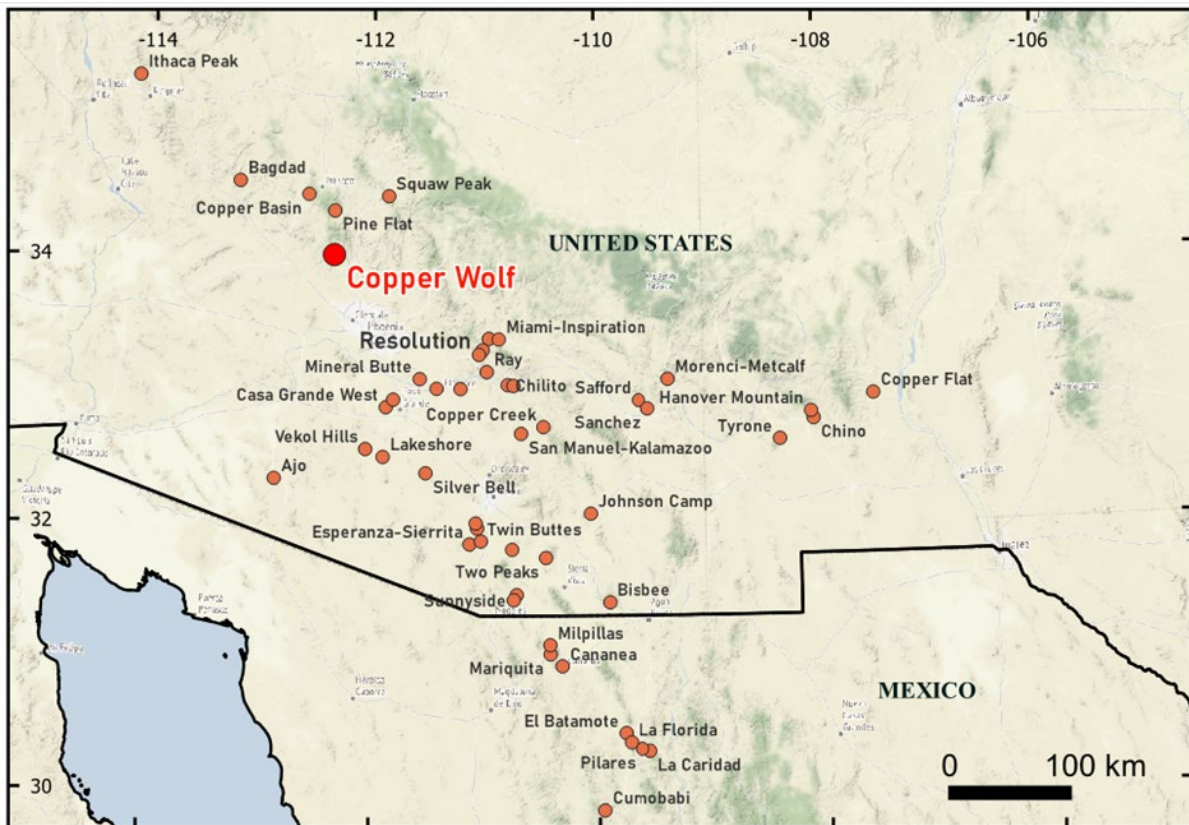 -114 -112 -110 -108 -106
Ithaca Peak
Bagdad
Squaw Peak
Copper Basin
Pine Flat
UNITED STATES
34
Copper Wolf
Miami-Inspiration
Resolution
Ray
Mineral Butte
Chilito
Morenci-Metcalf
Copper Flat
Casa Grande West
Safford
Hanover Mountain
Copper Creek
Sanchez
Tyrone
Chino
Vekol Hills
Lakeshore
San Manuel-Kalamazoo
Ajo
Silver Bell
Johnson Camp
32
Esperanza-Sierrita
Twin Buttes
Two Peaks
Bisbee
Sunnyside
Milpillas
Cananea
Mariquita
MEXICO
El Batamote
La Florida
Pilares
La Caridad
30
0 100 km
Cumobabi